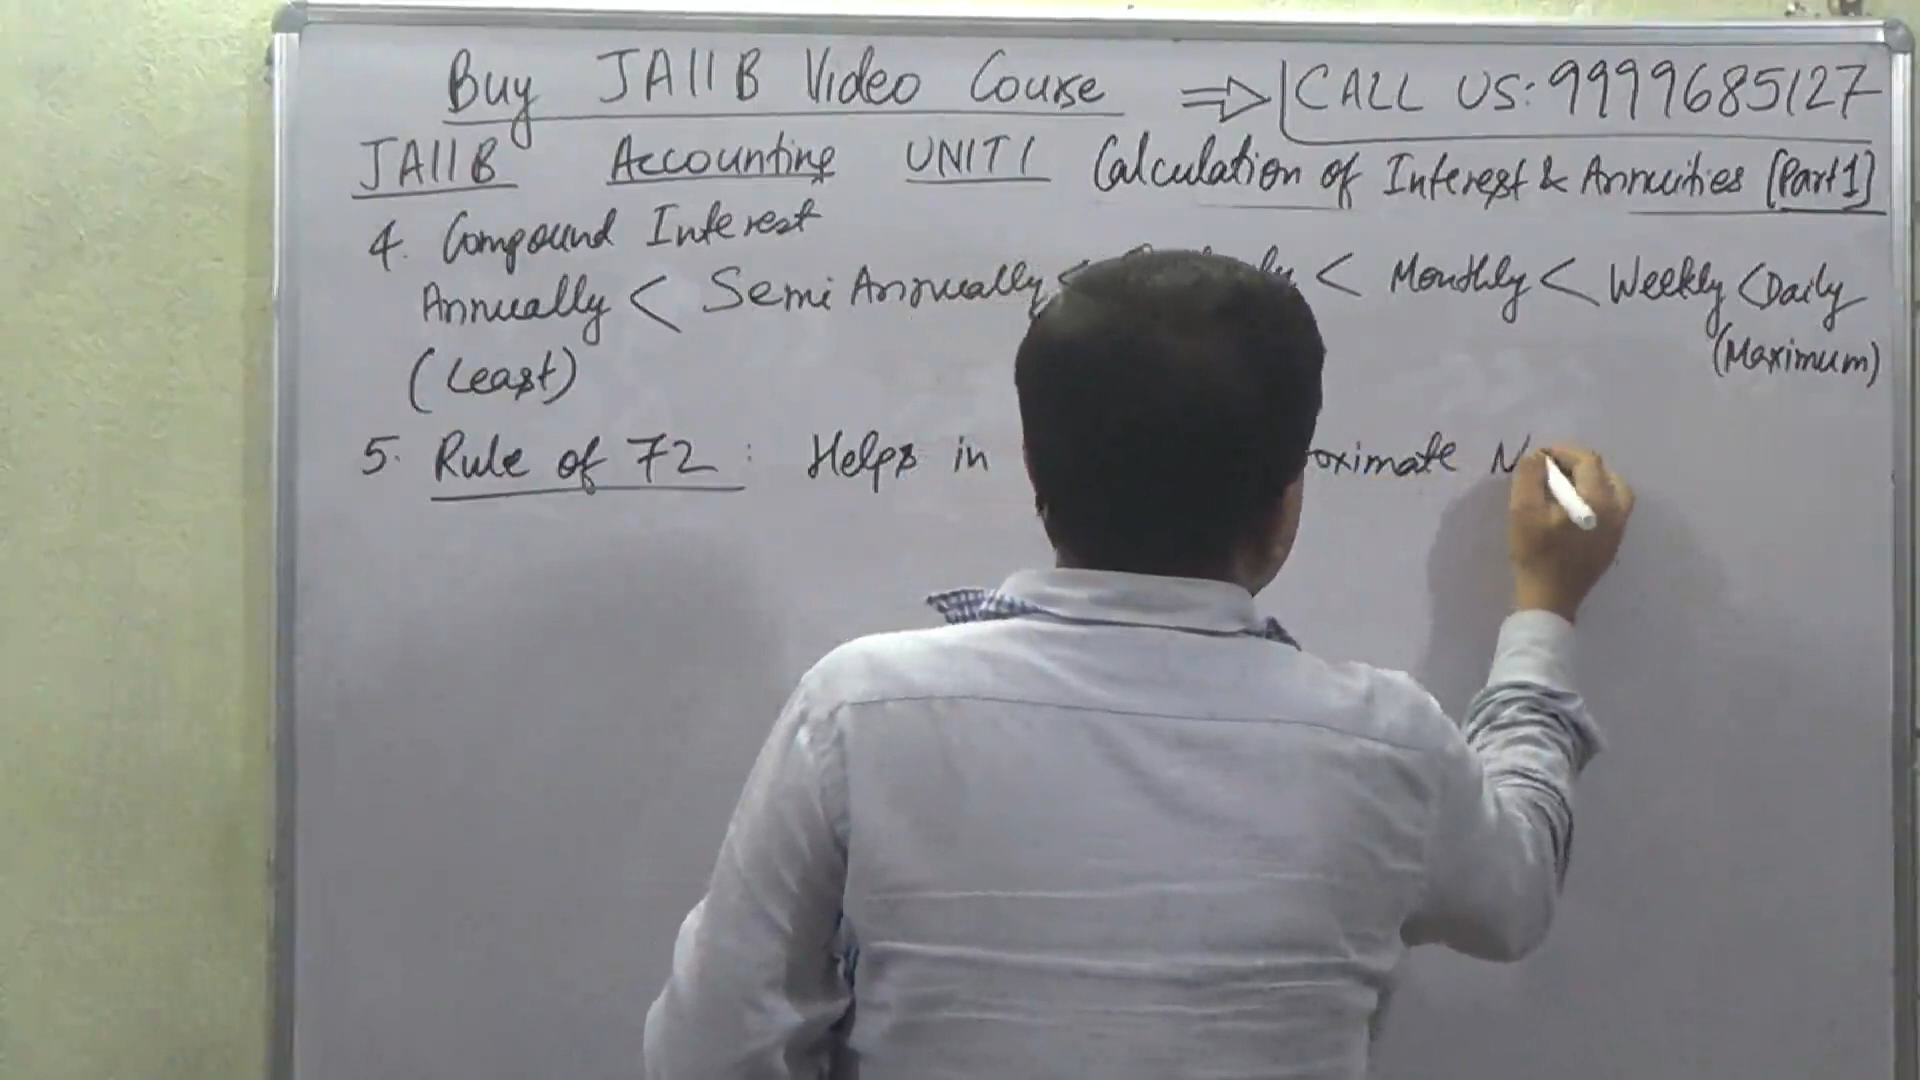 Buy JAIIB Video Course ⇒ CALL US: 9999685127
JAIIB Accounting UNIT 1 Calculation of Interest & Annuities [Part 1]
4. Compound Interest
Annually < Semi Annually < < Monthly < Weekly < Daily
(Least) (Maximum)
5. Rule of 72 : Helps in